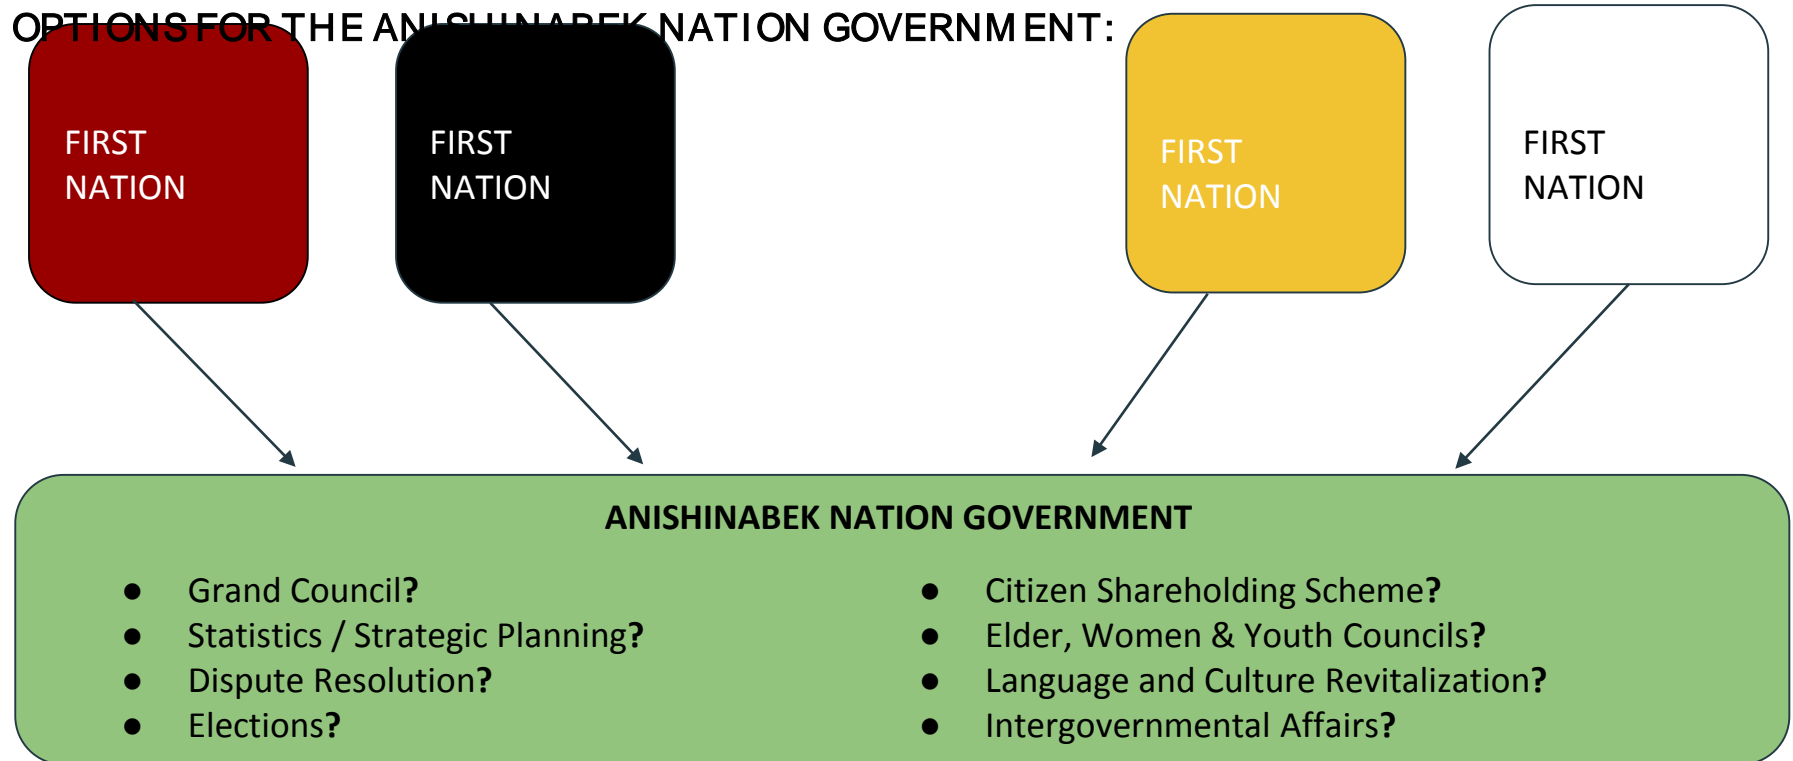 OPTIONS FOR THE ANISHINABEK NATION GOVERNMENT:
FIRST
NATION
FIRST
NATION
FIRST
NATION
FIRST
NATION
ANISHINABEK NATION GOVERNMENT
● Grand Council?
● Statistics / Strategic Planning?
● Dispute Resolution?
● Elections?
● Citizen Shareholding Scheme?
● Elder, Women & Youth Councils?
● Language and Culture Revitalization?
● Intergovernmental Affairs?